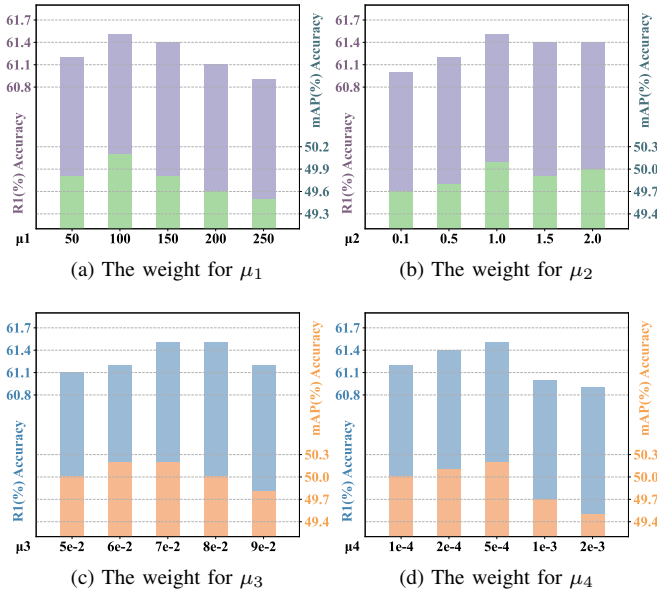 61.7
61.4
61.1
60.8
R1(%) Accuracy
mAP(%) Accuracy
50.2
49.9
49.6
49.3
μ1 50 100 150 200 250
(a) The weight for μ₁
61.7
61.4
61.1
60.8
R1(%) Accuracy
mAP(%) Accuracy
50.3
50.0
49.7
49.4
μ2 0.1 0.5 1.0 1.5 2.0
(b) The weight for μ₂
61.7
61.4
61.1
60.8
R1(%) Accuracy
mAP(%) Accuracy
50.3
50.0
49.7
49.4
μ3 5e-2 6e-2 7e-2 8e-2 9e-2
(c) The weight for μ₃
61.7
61.4
61.1
60.8
R1(%) Accuracy
mAP(%) Accuracy
50.3
50.0
49.7
49.4
μ4 1e-4 2e-4 5e-4 1e-3 2e-3
(d) The weight for μ₄